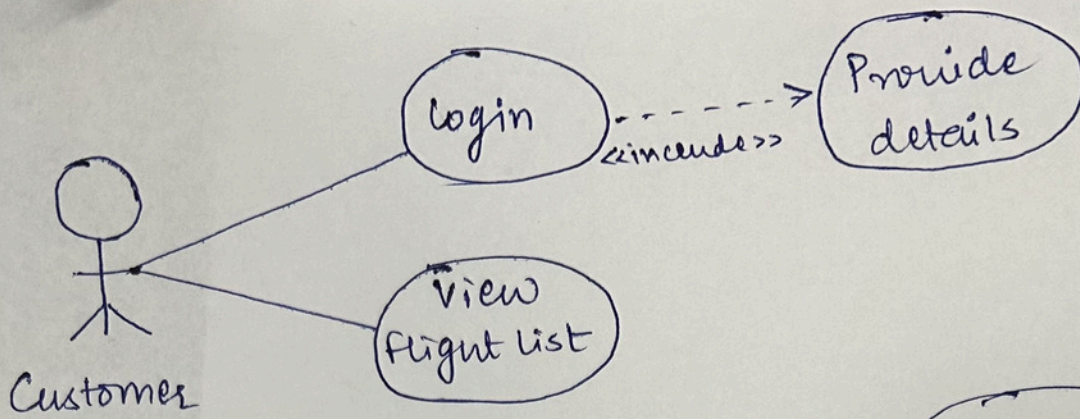 login
Provide
details
<<include>>
View
flight list
Customer